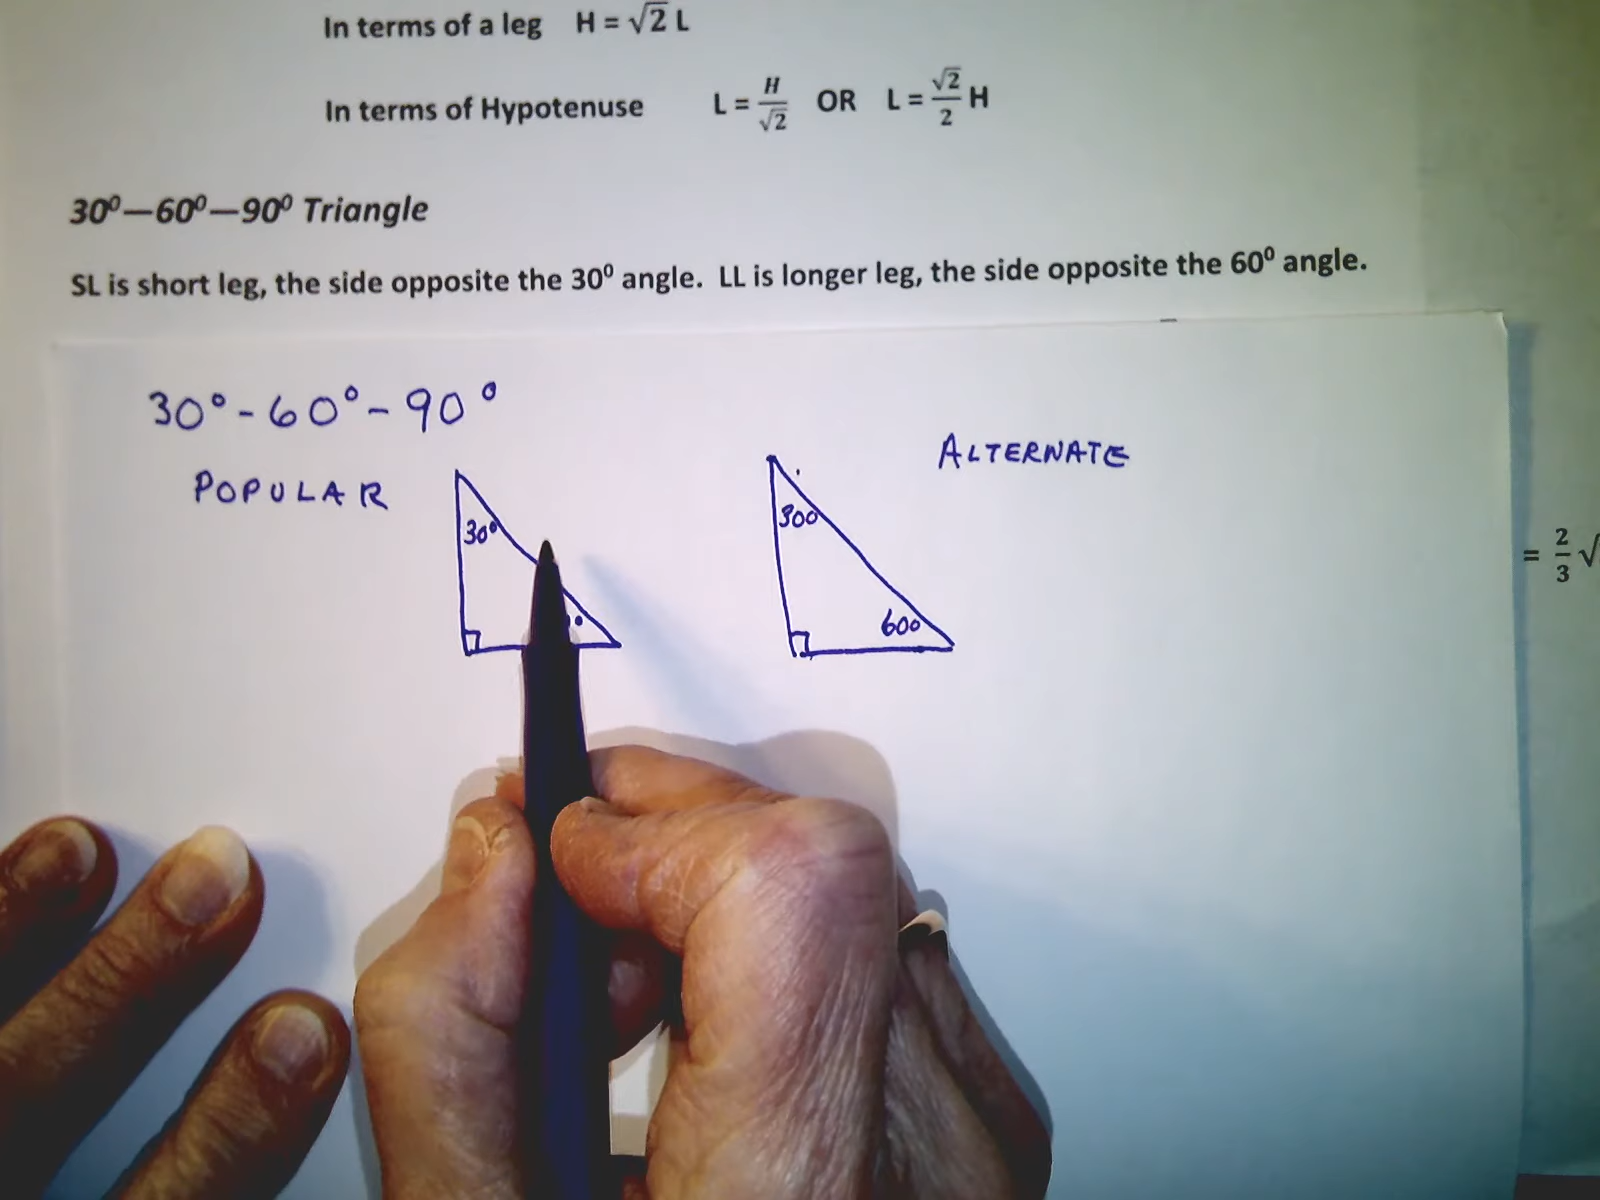 In terms of a leg H = √2 L
In terms of Hypotenuse L = H/√2 OR L = √2/2 H
30⁰—60⁰—90⁰ Triangle
SL is short leg, the side opposite the 30⁰ angle. LL is longer leg, the side opposite the 60⁰ angle.
30° - 60° - 90°
POPULAR
ALTERNATE
30°
30°
60°
= 2/3 √